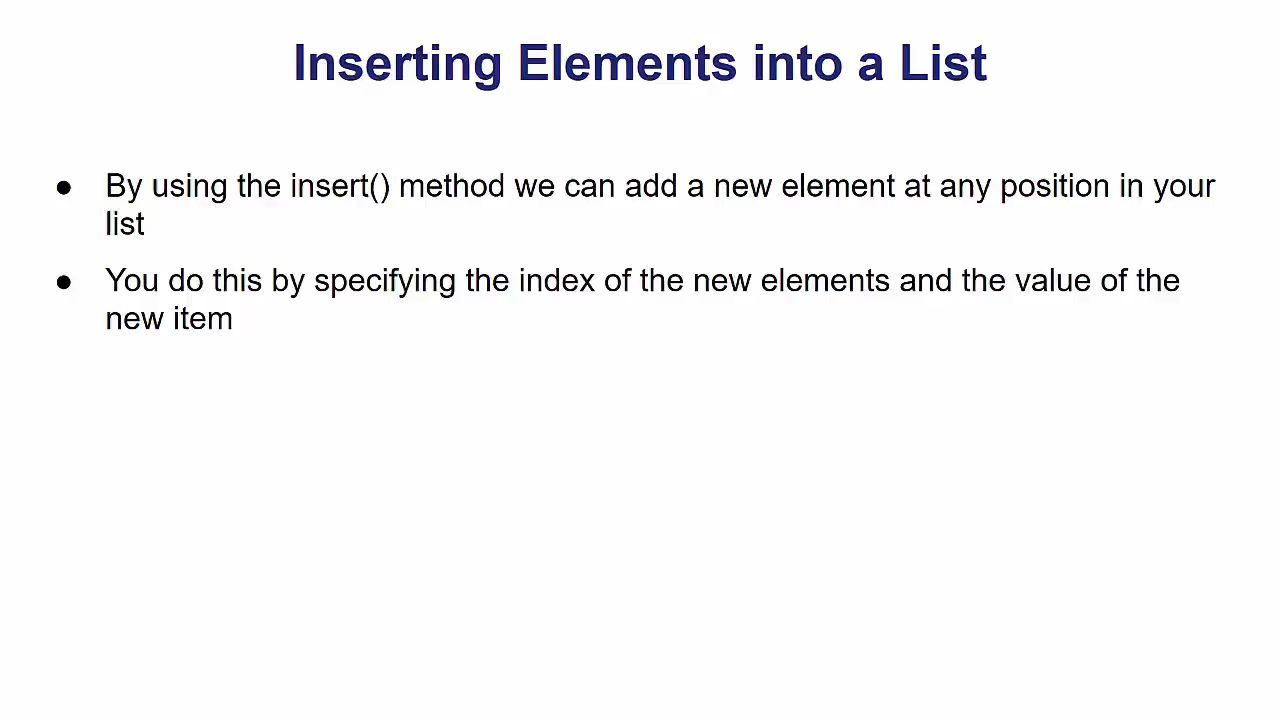 Inserting Elements into a List
● By using the insert() method we can add a new element at any position in your
list
● You do this by specifying the index of the new elements and the value of the
new item